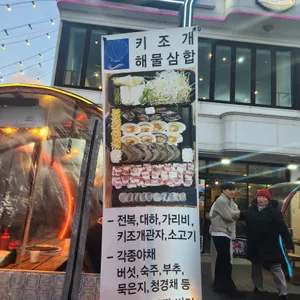 키조개
해물삼합
- 전복, 대하, 가리비,
키조개관자, 소고기
- 각종야채
버섯, 숙주, 부추,
묵은지, 청경채 등